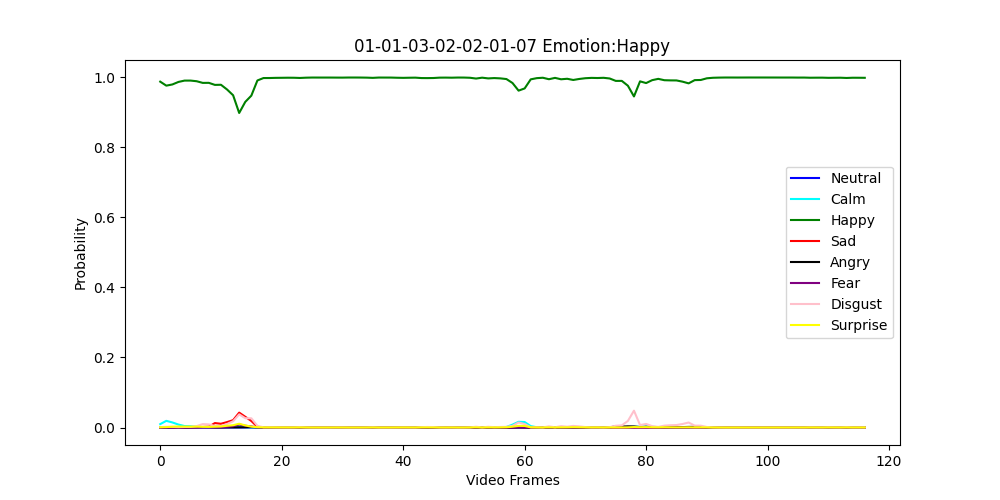 01-01-03-02-02-01-07 Emotion:Happy
1.0
0.8
0.6
0.4
0.2
0.0
Probability
0
20
40
60
80
100
120
Video Frames
Neutral
Calm
Happy
Sad
Angry
Fear
Disgust
Surprise